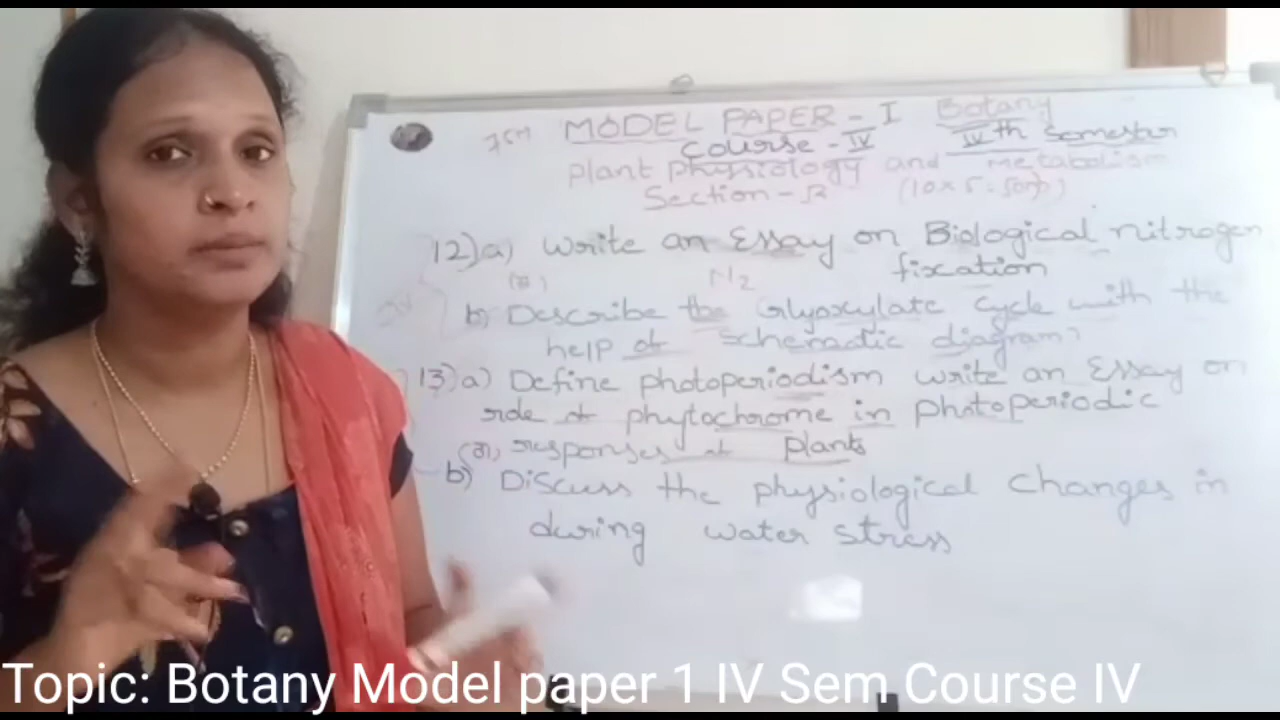 MODEL PAPER - I Botany
Course - IV IVth Semester
Plant Physiology and metabolism
Section - B
12) a) Write an Essay on Biological nitrogen
fixation
N2
b) Describe the Glyoxylate cycle with the
help of schematic diagram?
13) a) Define photoperiodism write an Essay on
role of phytochrome in photoperiodic
responses of plants
b) Discuss the physiological changes in
during water stress
Topic: Botany Model paper 1 IV Sem Course IV